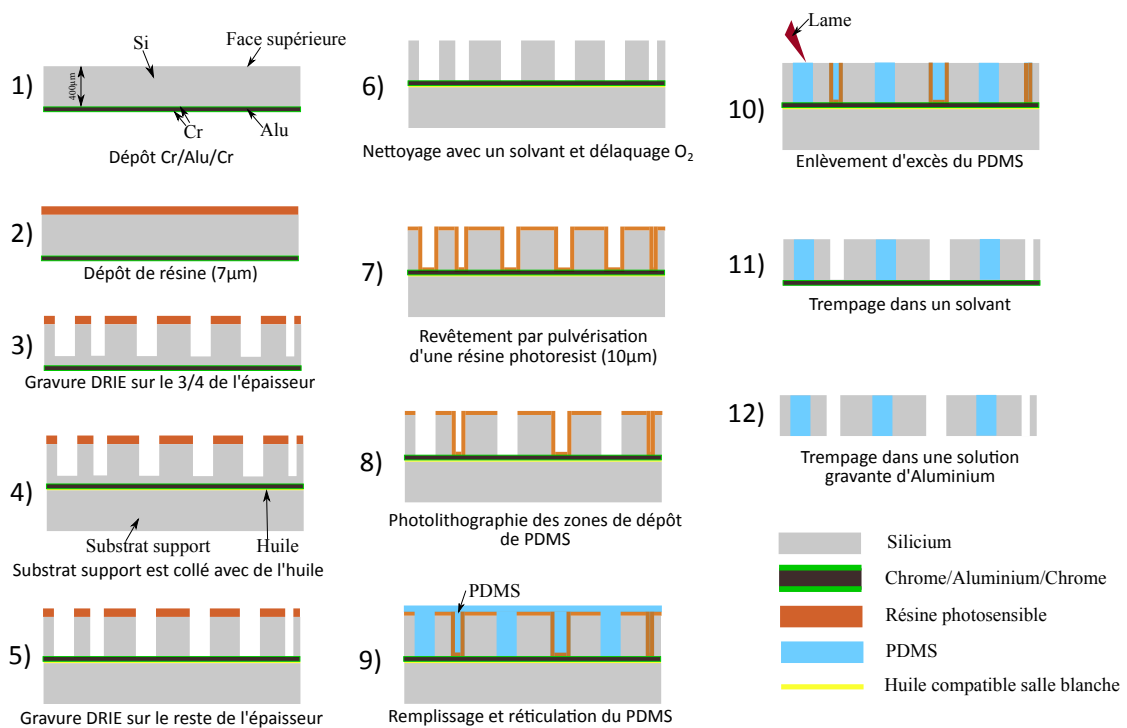 1)
Si
Face supérieure
400µm
Cr
Alu
Dépôt Cr/Alu/Cr
2)
Dépôt de résine (7µm)
3)
Gravure DRIE sur le 3/4 de l'épaisseur
4)
Substrat support
Huile
Substrat support est collé avec de l'huile
5)
Gravure DRIE sur le reste de l'épaisseur
6)
Nettoyage avec un solvant et délaquage O₂
7)
Revêtement par pulvérisation
d'une résine photoresist (10µm)
8)
Photolithographie des zones de dépôt
de PDMS
PDMS
9)
Remplissage et réticulation du PDMS
Lame
10)
Enlèvement d'excès du PDMS
11)
Trempage dans un solvant
12)
Trempage dans une solution
gravante d'Aluminium
Silicium
Chrome/Aluminium/Chrome
Résine photosensible
PDMS
Huile compatible salle blanche